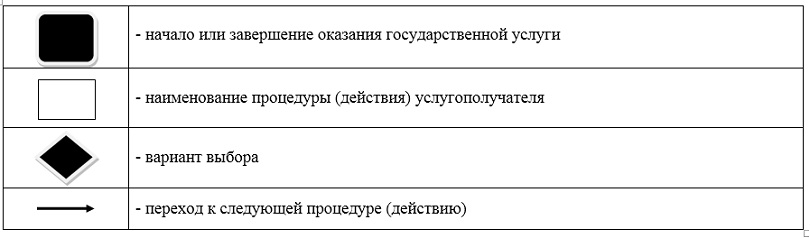 - начало или завершение оказания государственной услуги
- наименование процедуры (действия) услугополучателя
- вариант выбора
- переход к следующей процедуре (действию)